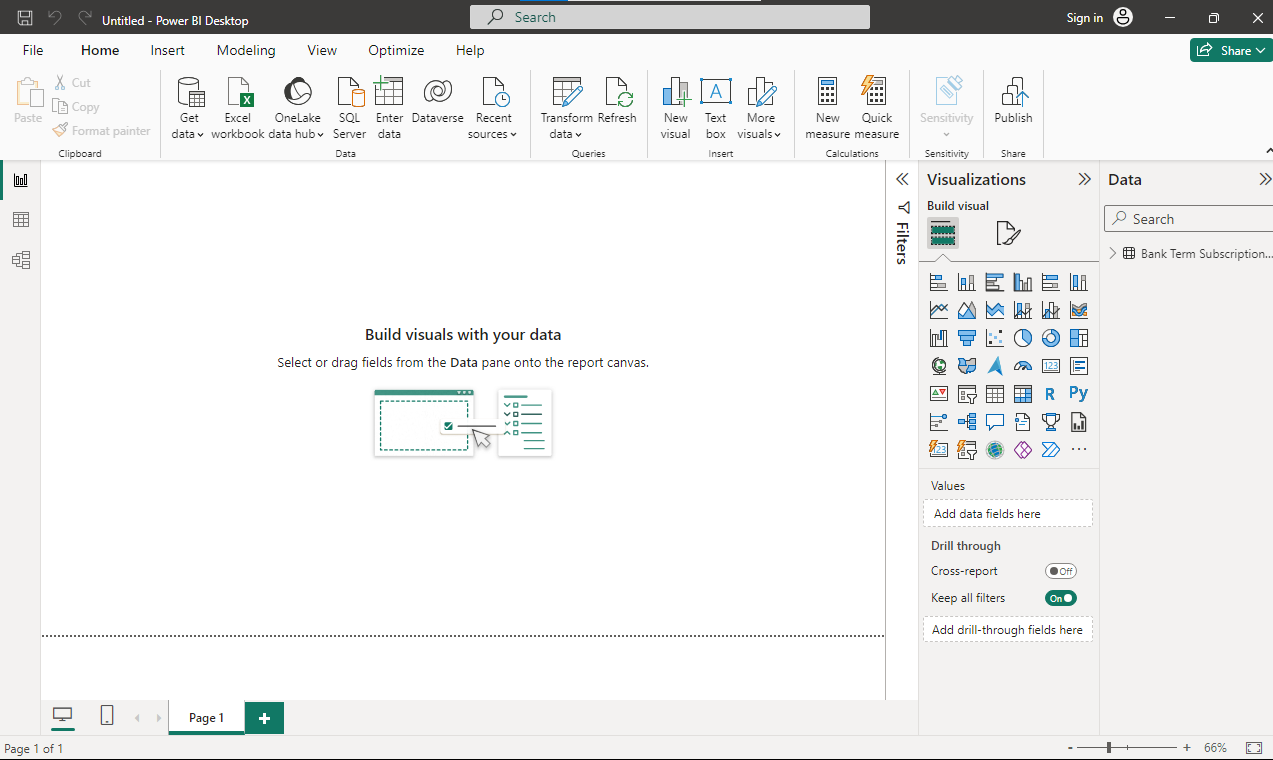 Untitled - Power BI Desktop
Search
Sign in
File Home Insert Modeling View Optimize Help
Share
Paste
Cut
Copy
Format painter
Clipboard
Get data
Excel workbook
OneLake data hub
SQL Server
Enter data
Dataverse
Recent sources
Data
Transform data
Refresh
Queries
New visual
Text box
More visuals
Insert
New measure
Quick measure
Calculations
Sensitivity
Sensitivity
Publish
Share
Build visuals with your data
Select or drag fields from the Data pane onto the report canvas.
Filters
Visualizations
Build visual
123
R
Py
123
Values
Add data fields here
Drill through
Cross-report
Off
Keep all filters
On
Add drill-through fields here
Data
Search
Bank Term Subscription...
Page 1
Page 1 of 1
- + 66%